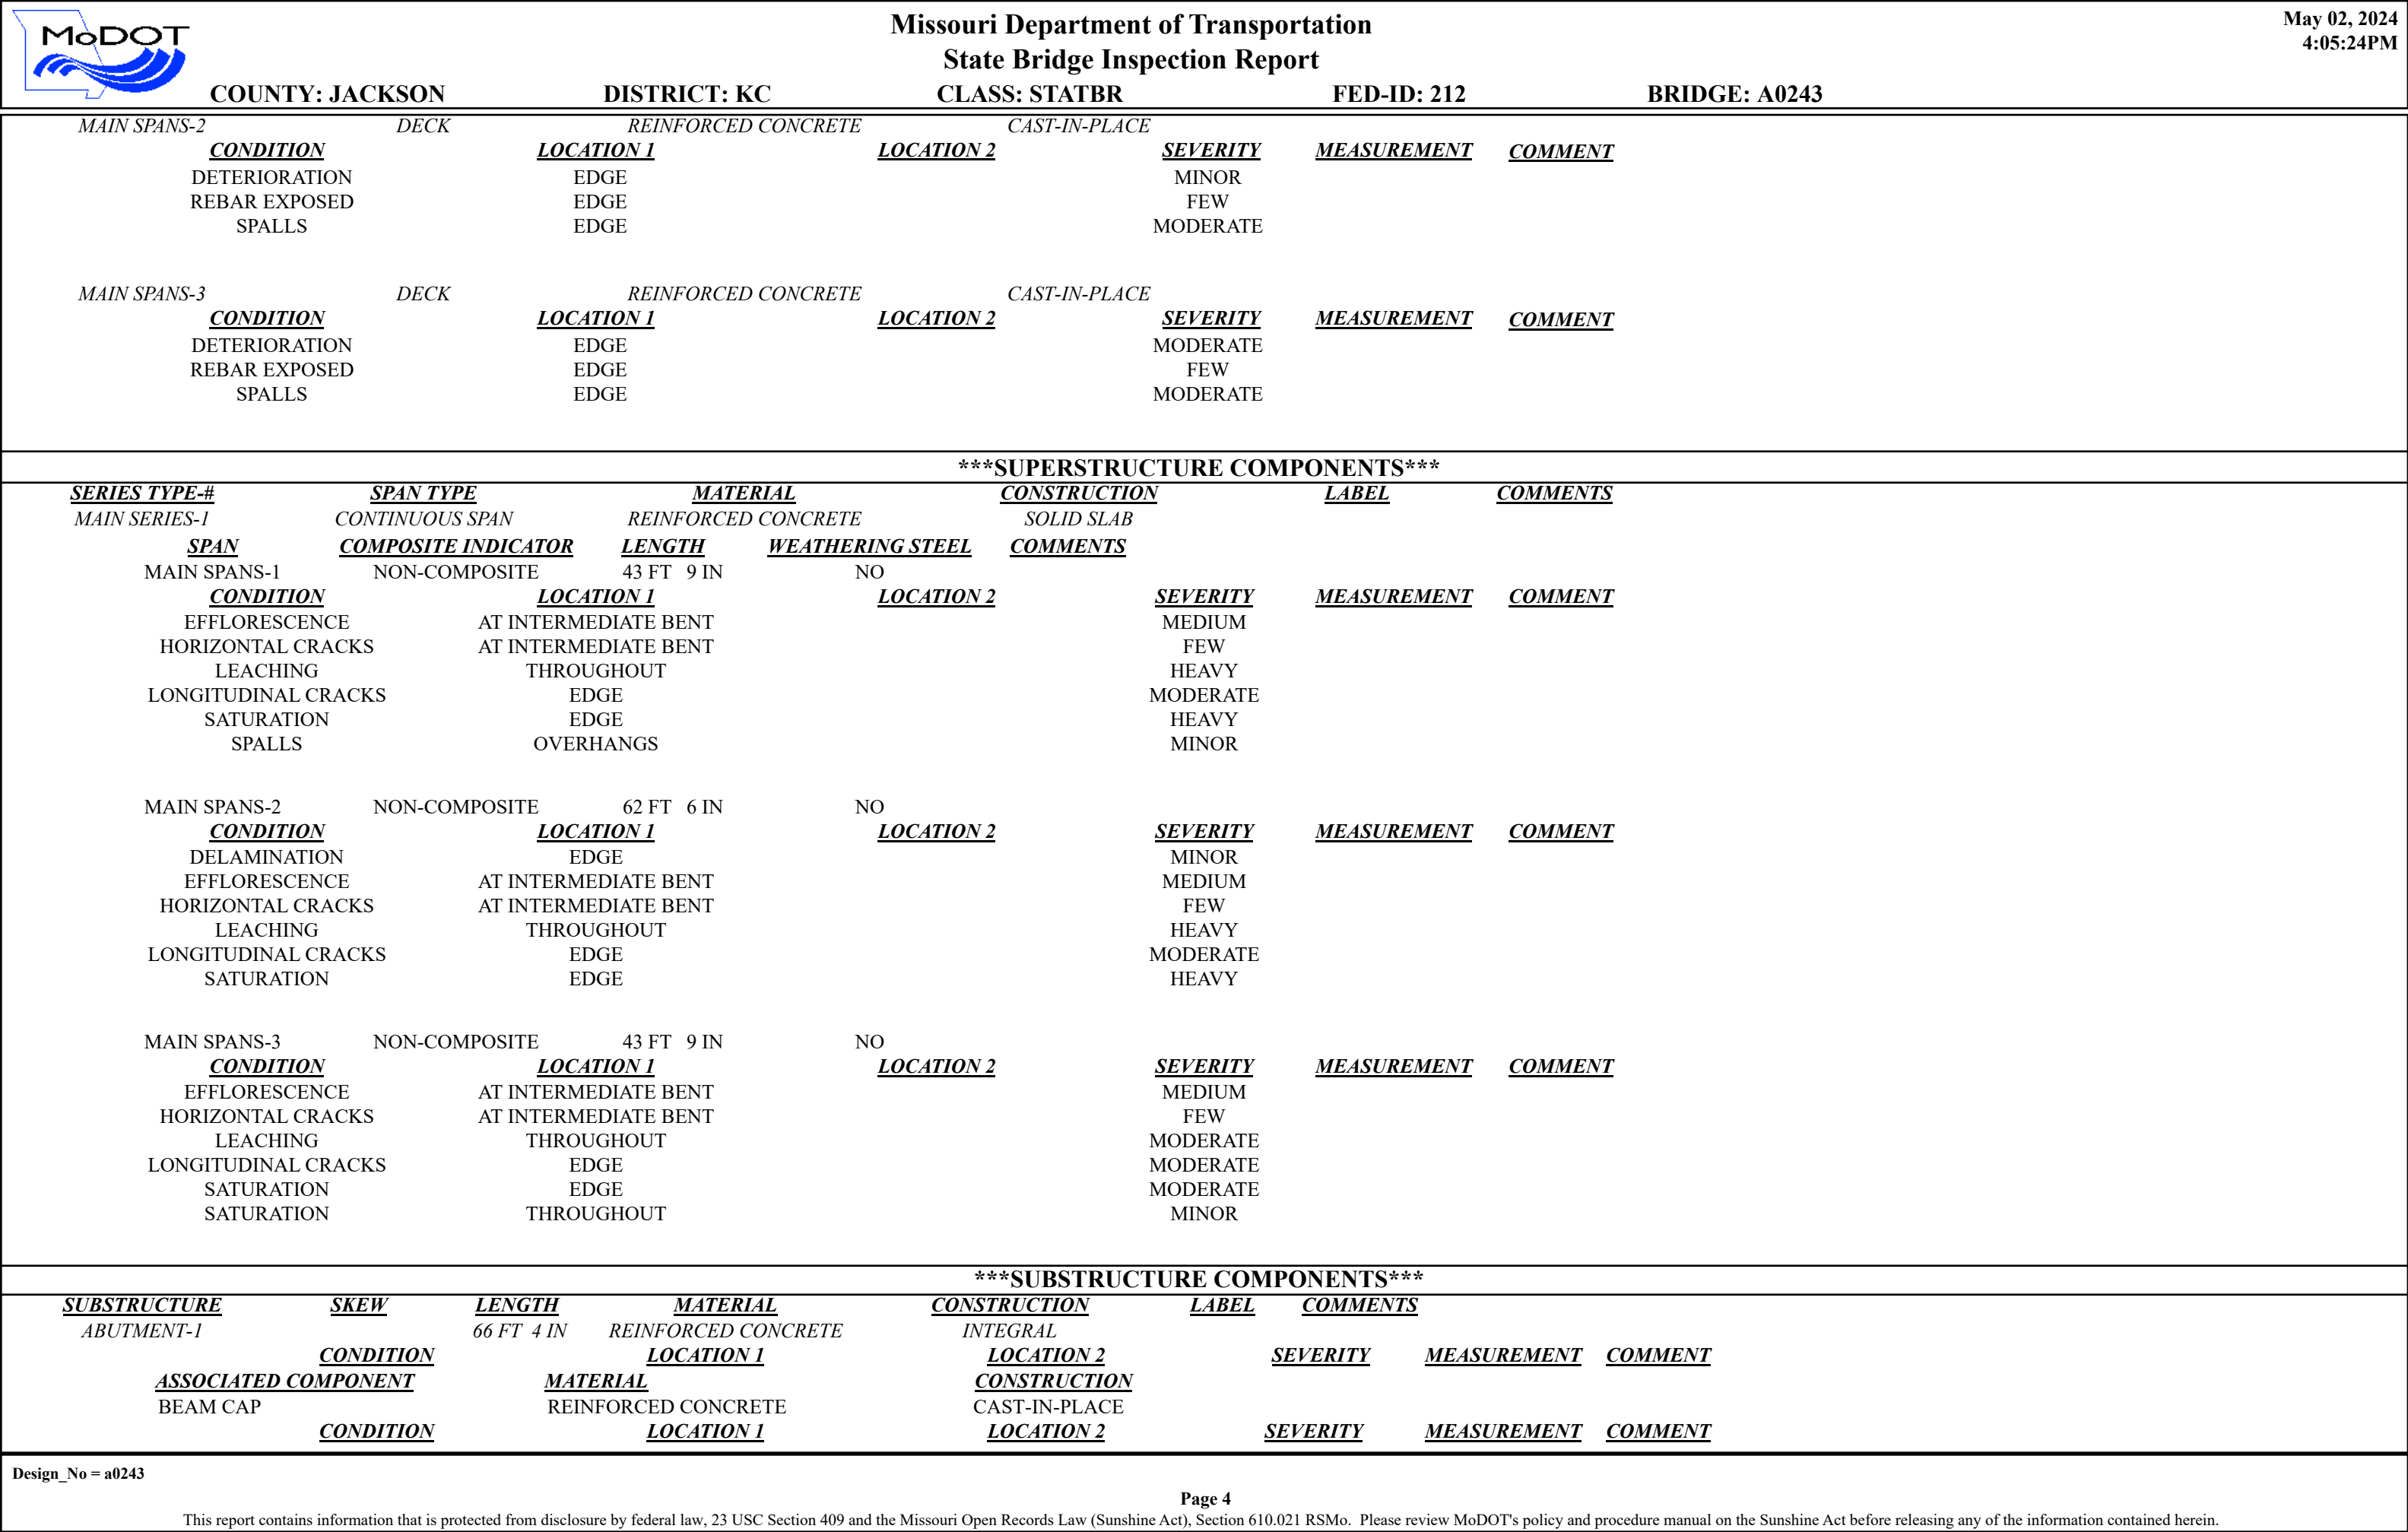 MoDOT
Missouri Department of Transportation
State Bridge Inspection Report
May 02, 2024
4:05:24PM
COUNTY: JACKSON DISTRICT: KC CLASS: STATBR FED-ID: 212 BRIDGE: A0243
MAIN SPANS-2 DECK REINFORCED CONCRETE CAST-IN-PLACE
CONDITION LOCATION 1 LOCATION 2 SEVERITY MEASUREMENT COMMENT
DETERIORATION EDGE MINOR
REBAR EXPOSED EDGE FEW
SPALLS EDGE MODERATE
MAIN SPANS-3 DECK REINFORCED CONCRETE CAST-IN-PLACE
CONDITION LOCATION 1 LOCATION 2 SEVERITY MEASUREMENT COMMENT
DETERIORATION EDGE MODERATE
REBAR EXPOSED EDGE FEW
SPALLS EDGE MODERATE
***SUPERSTRUCTURE COMPONENTS***
SERIES TYPE-# SPAN TYPE MATERIAL CONSTRUCTION LABEL COMMENTS
MAIN SERIES-1 CONTINUOUS SPAN REINFORCED CONCRETE SOLID SLAB
SPAN COMPOSITE INDICATOR LENGTH WEATHERING STEEL COMMENTS
MAIN SPANS-1 NON-COMPOSITE 43 FT 9 IN NO
CONDITION LOCATION 1 LOCATION 2 SEVERITY MEASUREMENT COMMENT
EFFLORESCENCE AT INTERMEDIATE BENT MEDIUM
HORIZONTAL CRACKS AT INTERMEDIATE BENT FEW
LEACHING THROUGHOUT HEAVY
LONGITUDINAL CRACKS EDGE MODERATE
SATURATION EDGE HEAVY
SPALLS OVERHANGS MINOR
MAIN SPANS-2 NON-COMPOSITE 62 FT 6 IN NO
CONDITION LOCATION 1 LOCATION 2 SEVERITY MEASUREMENT COMMENT
DELAMINATION EDGE MINOR
EFFLORESCENCE AT INTERMEDIATE BENT MEDIUM
HORIZONTAL CRACKS AT INTERMEDIATE BENT FEW
LEACHING THROUGHOUT HEAVY
LONGITUDINAL CRACKS EDGE MODERATE
SATURATION EDGE HEAVY
MAIN SPANS-3 NON-COMPOSITE 43 FT 9 IN NO
CONDITION LOCATION 1 LOCATION 2 SEVERITY MEASUREMENT COMMENT
EFFLORESCENCE AT INTERMEDIATE BENT MEDIUM
HORIZONTAL CRACKS AT INTERMEDIATE BENT FEW
LEACHING THROUGHOUT MODERATE
LONGITUDINAL CRACKS EDGE MODERATE
SATURATION EDGE MODERATE
SATURATION THROUGHOUT MINOR
***SUBSTRUCTURE COMPONENTS***
SUBSTRUCTURE SKEW LENGTH MATERIAL CONSTRUCTION LABEL COMMENTS
ABUTMENT-1 66 FT 4 IN REINFORCED CONCRETE INTEGRAL
CONDITION LOCATION 1 LOCATION 2 SEVERITY MEASUREMENT COMMENT
ASSOCIATED COMPONENT MATERIAL CONSTRUCTION
BEAM CAP REINFORCED CONCRETE CAST-IN-PLACE
CONDITION LOCATION 1 LOCATION 2 SEVERITY MEASUREMENT COMMENT
Design_No = a0243
Page 4
This report contains information that is protected from disclosure by federal law, 23 USC Section 409 and the Missouri Open Records Law (Sunshine Act), Section 610.021 RSMo. Please review MoDOT's policy and procedure manual on the Sunshine Act before releasing any of the information contained herein.